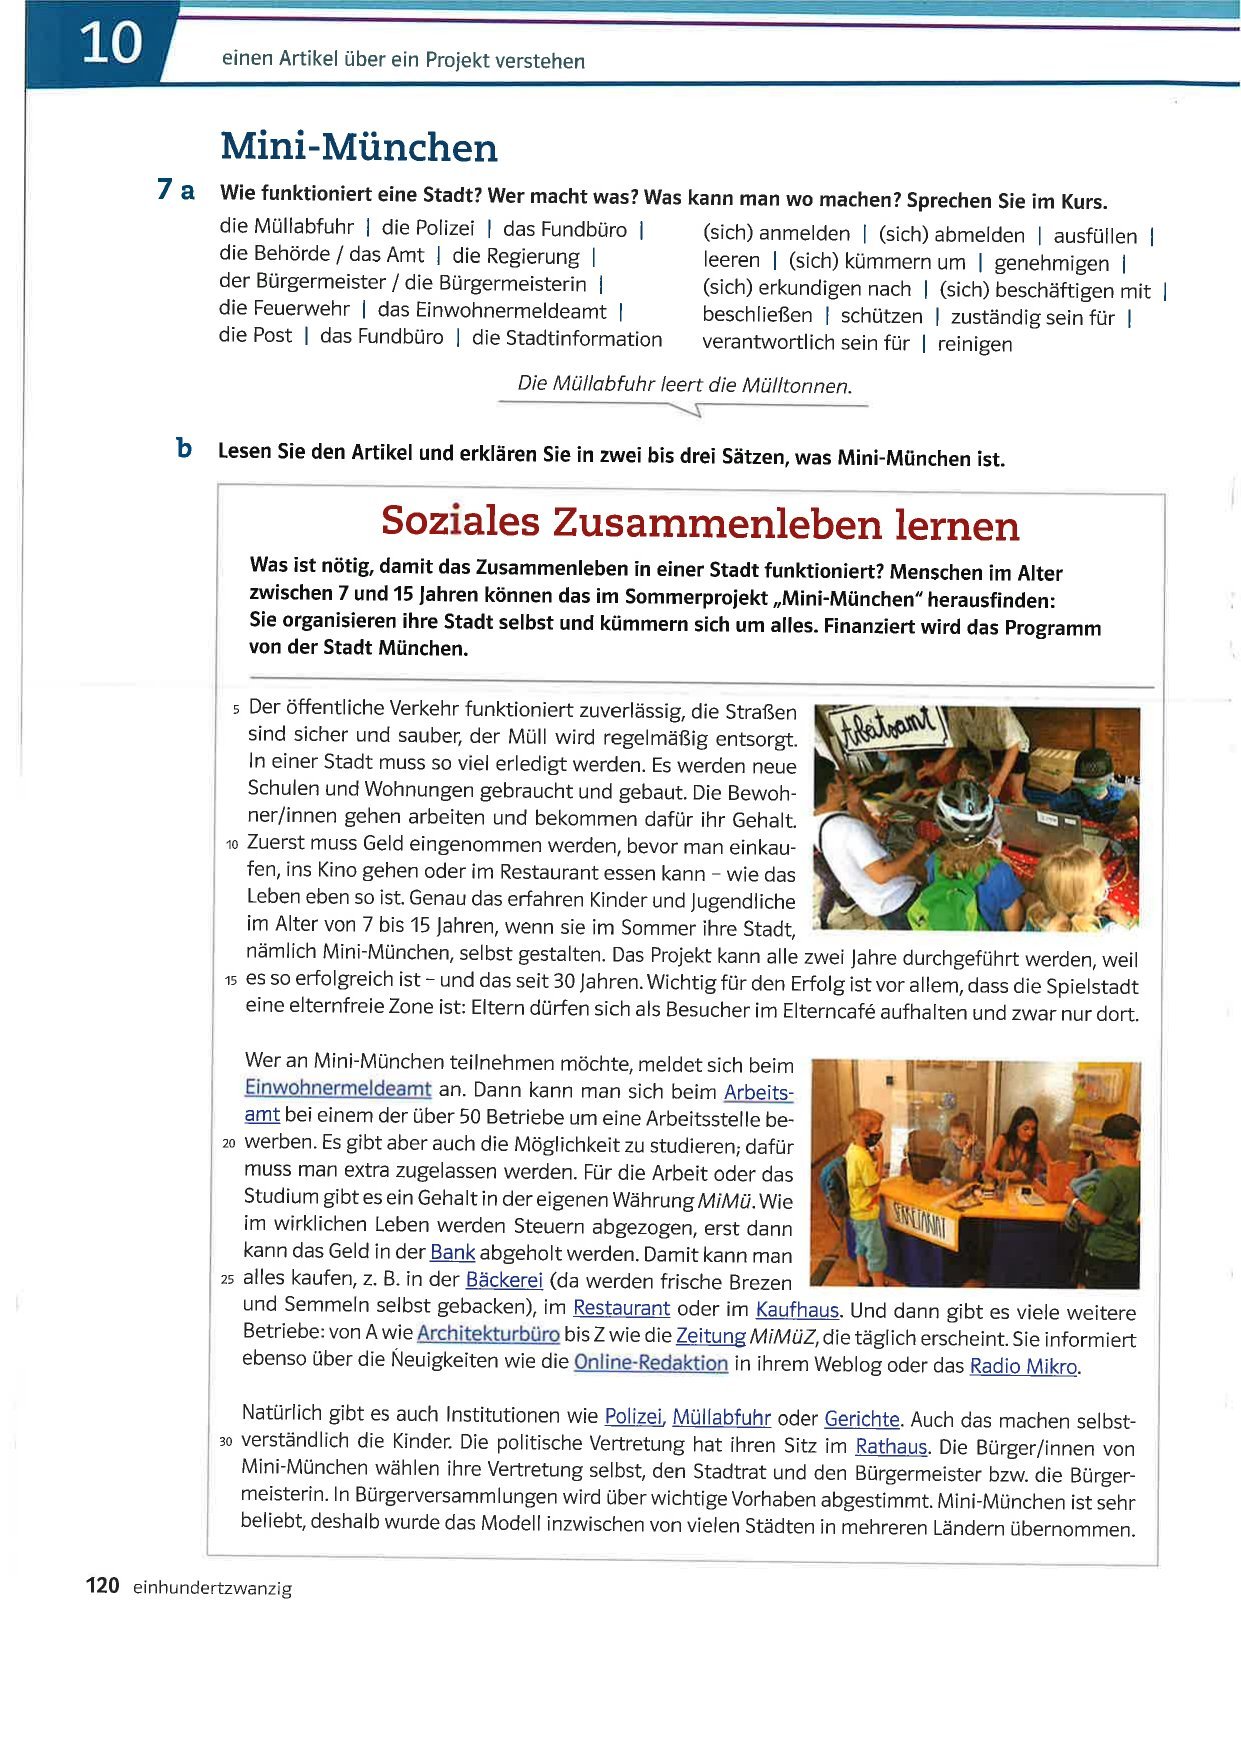 10
einen Artikel über ein Projekt verstehen
Mini-München
7 a Wie funktioniert eine Stadt? Wer macht was? Was kann man wo machen? Sprechen Sie im Kurs.
die Müllabfuhr | die Polizei | das Fundbüro |
die Behörde / das Amt | die Regierung |
der Bürgermeister / die Bürgermeisterin |
die Feuerwehr | das Einwohnermeldeamt |
die Post | das Fundbüro | die Stadtinformation
(sich) anmelden | (sich) abmelden | ausfüllen |
leeren | (sich) kümmern um | genehmigen |
(sich) erkundigen nach | (sich) beschäftigen mit |
beschließen | schützen | zuständig sein für |
verantwortlich sein für | reinigen
Die Müllabfuhr leert die Mülltonnen.
b Lesen Sie den Artikel und erklären Sie in zwei bis drei Sätzen, was Mini-München ist.
Soziales Zusammenleben lernen
Was ist nötig, damit das Zusammenleben in einer Stadt funktioniert? Menschen im Alter
zwischen 7 und 15 Jahren können das im Sommerprojekt „Mini-München“ herausfinden:
Sie organisieren ihre Stadt selbst und kümmern sich um alles. Finanziert wird das Programm
von der Stadt München.
5 Der öffentliche Verkehr funktioniert zuverlässig, die Straßen
sind sicher und sauber, der Müll wird regelmäßig entsorgt.
In einer Stadt muss so viel erledigt werden. Es werden neue
Schulen und Wohnungen gebraucht und gebaut. Die Bewoh-
ner/innen gehen arbeiten und bekommen dafür ihr Gehalt.
10 Zuerst muss Geld eingenommen werden, bevor man einkau-
fen, ins Kino gehen oder im Restaurant essen kann – wie das
Leben eben so ist. Genau das erfahren Kinder und Jugendliche
im Alter von 7 bis 15 Jahren, wenn sie im Sommer ihre Stadt,
nämlich Mini-München, selbst gestalten. Das Projekt kann alle zwei Jahre durchgeführt werden, weil
15 es so erfolgreich ist – und das seit 30 Jahren. Wichtig für den Erfolg ist vor allem, dass die Spielstadt
eine elternfreie Zone ist: Eltern dürfen sich als Besucher im Elterncafé aufhalten und zwar nur dort.
Arbeitsamt
Wer an Mini-München teilnehmen möchte, meldet sich beim
Einwohnermeldeamt an. Dann kann man sich beim Arbeits-
amt bei einem der über 50 Betriebe um eine Arbeitsstelle be-
20 werben. Es gibt aber auch die Möglichkeit zu studieren; dafür
muss man extra zugelassen werden. Für die Arbeit oder das
Studium gibt es ein Gehalt in der eigenen Währung MiMü. Wie
im wirklichen Leben werden Steuern abgezogen, erst dann
kann das Geld in der Bank abgeholt werden. Damit kann man
25 alles kaufen, z. B. in der Bäckerei (da werden frische Brezen
und Semmeln selbst gebacken), im Restaurant oder im Kaufhaus. Und dann gibt es viele weitere
Betriebe: von A wie Architekturbüro bis Z wie die Zeitung MiMüZ, die täglich erscheint. Sie informiert
ebenso über die Neuigkeiten wie die Online-Redaktion in ihrem Weblog oder das Radio Mikro.
SEKRETARIAT
Natürlich gibt es auch Institutionen wie Polizei, Müllabfuhr oder Gerichte. Auch das machen selbst-
30 verständlich die Kinder. Die politische Vertretung hat ihren Sitz im Rathaus. Die Bürger/innen von
Mini-München wählen ihre Vertretung selbst, den Stadtrat und den Bürgermeister bzw. die Bürger-
meisterin. In Bürgerversammlungen wird über wichtige Vorhaben abgestimmt. Mini-München ist sehr
beliebt, deshalb wurde das Modell inzwischen von vielen Städten in mehreren Ländern übernommen.
120 einhundertzwanzig